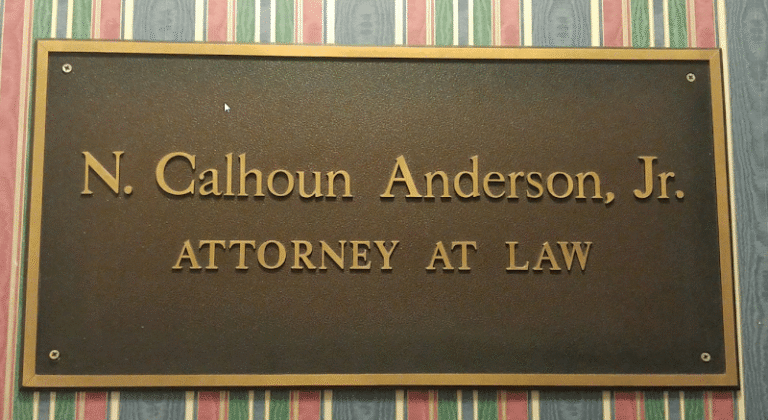 N. Calhoun Anderson, Jr.
ATTORNEY AT LAW